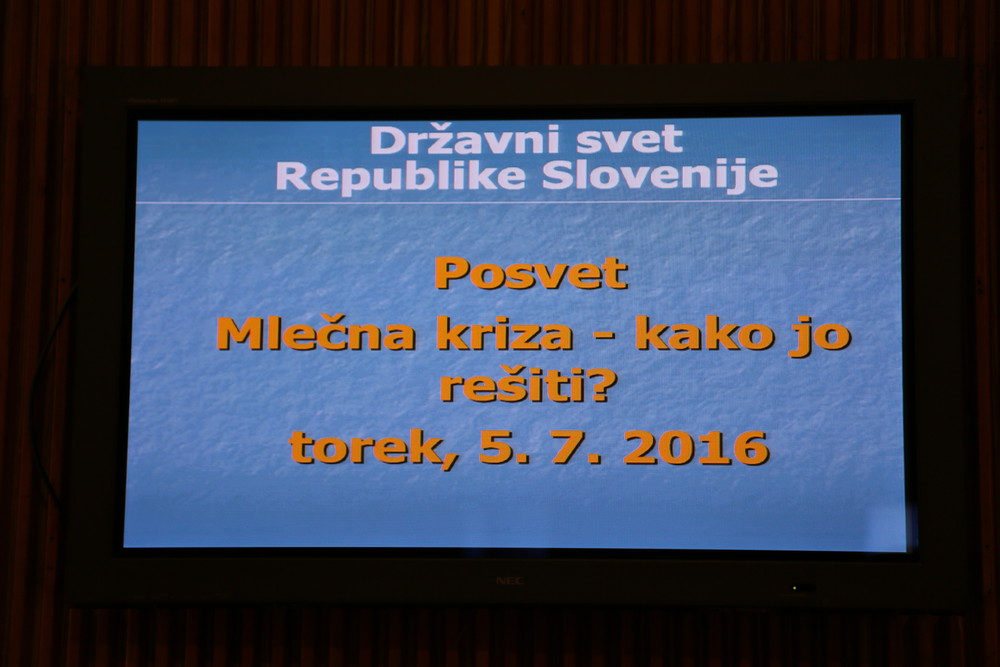 Državni svet
Republike Slovenije
Posvet
Mlečna kriza - kako jo
rešiti?
torek, 5. 7. 2016
NEC